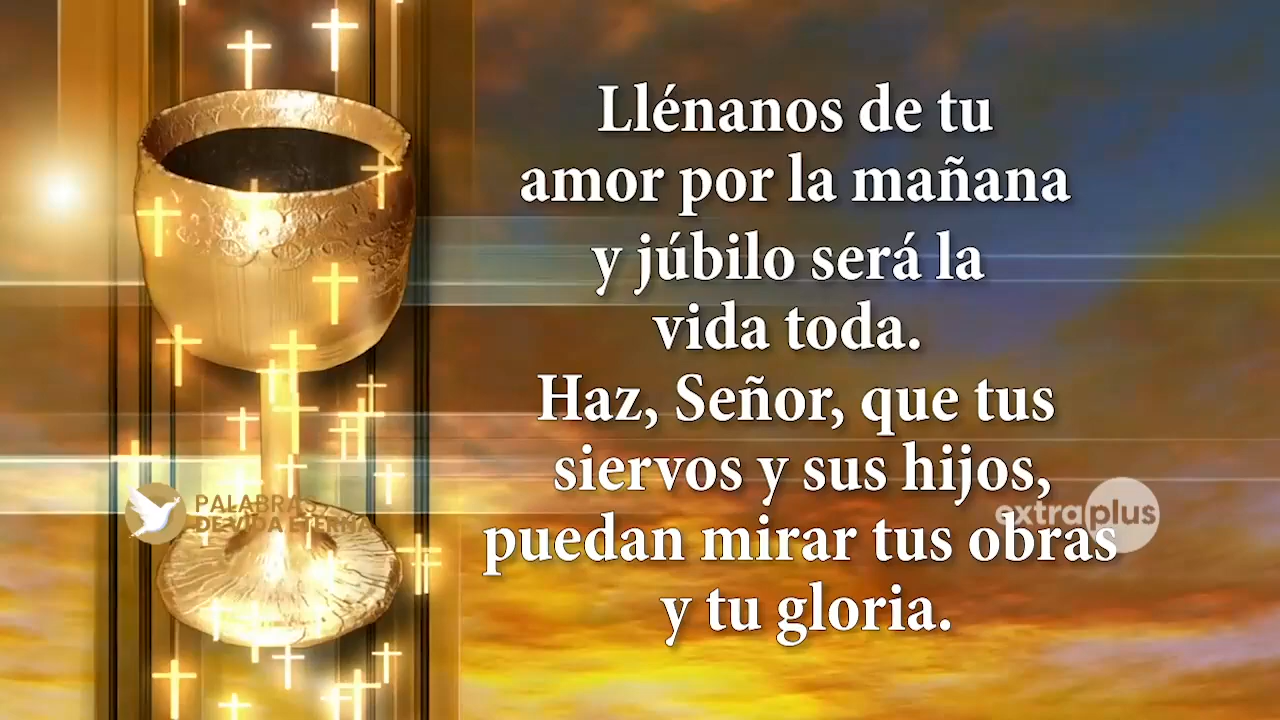 Llénanos de tu
amor por la mañana
y júbilo será la
vida toda.
Haz, Señor, que tus
siervos y sus hijos,
puedan mirar tus obras
y tu gloria.
PALABRAS
DE VIDA ETERNA
extraplus